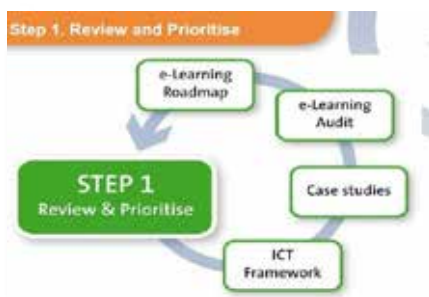 Step 1. Review and Prioritise
e-Learning
Roadmap
e-Learning
Audit
STEP 1
Review & Prioritise
Case studies
ICT
Framework